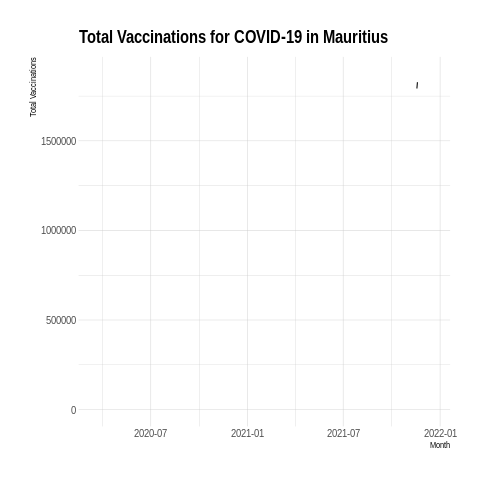 Total Vaccinations for COVID-19 in Mauritius
Total Vaccinations
1500000
1000000
500000
0
2020-07 2021-01 2021-07 2022-01
Month